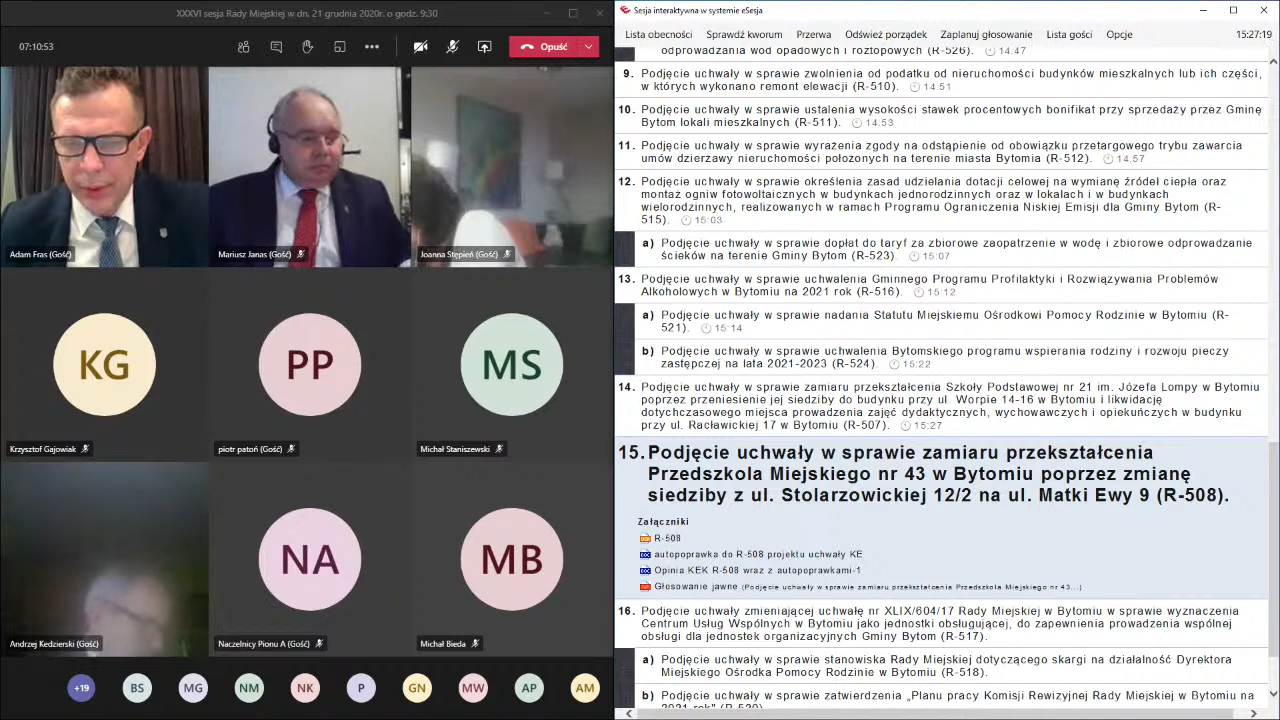 XXXVI sesja Rady Miejskiej w dn. 21 grudnia 2020r. o godz. 9:30
07:10:53
Opuść
Adam Fras (Gość)
Mariusz Janas (Gość)
Joanna Stępień (Gość)
KG
PP
MS
Krzysztof Gajowiak
piotr patoń (Gość)
Michał Staniszewski
NA
MB
Andrzej Kedzierski (Gość)
Naczelnicy Pionu A (Gość)
Michał Bieda
+19
BS
MG
NM
NK
P
GN
MW
AP
AM
Sesja interaktywna w systemie eSesja
Lista obecności
Sprawdź kworum
Przerwa
Odśwież porządek
Zaplanuj głosowanie
Lista gości
Opcje
15:27:19
odprowadzania wód opadowych i roztopowych (R-526). 14:47
9. Podjęcie uchwały w sprawie zwolnienia od podatku od nieruchomości budynków mieszkalnych lub ich części,
w których wykonano remont elewacji (R-510). 14:51
10. Podjęcie uchwały w sprawie ustalenia wysokości stawek procentowych bonifikat przy sprzedaży przez Gminę
Bytom lokali mieszkalnych (R-511). 14:53
11. Podjęcie uchwały w sprawie wyrażenia zgody na odstąpienie od obowiązku przetargowego trybu zawarcia
umów dzierżawy nieruchomości położonych na terenie miasta Bytomia (R-512). 14:57
12. Podjęcie uchwały w sprawie określenia zasad udzielania dotacji celowej na wymianę źródeł ciepła oraz
montaż ogniw fotowoltaicznych w budynkach jednorodzinnych oraz w lokalach i w budynkach
wielorodzinnych, realizowanych w ramach Programu Ograniczenia Niskiej Emisji dla Gminy Bytom (R-
515). 15:03
a) Podjęcie uchwały w sprawie dopłat do taryf za zbiorowe zaopatrzenie w wodę i zbiorowe odprowadzanie
ścieków na terenie Gminy Bytom (R-523). 15:07
13. Podjęcie uchwały w sprawie uchwalenia Gminnego Programu Profilaktyki i Rozwiązywania Problemów
Alkoholowych w Bytomiu na 2021 rok (R-516). 15:12
a) Podjęcie uchwały w sprawie nadania Statutu Miejskiemu Ośrodkowi Pomocy Rodzinie w Bytomiu (R-
521). 15:14
b) Podjęcie uchwały w sprawie uchwalenia Bytomskiego programu wspierania rodziny i rozwoju pieczy
zastępczej na lata 2021-2023 (R-524). 15:22
14. Podjęcie uchwały w sprawie zamiaru przekształcenia Szkoły Podstawowej nr 21 im. Józefa Lompy w Bytomiu
poprzez przeniesienie jej siedziby do budynku przy ul. Worpie 14-16 w Bytomiu i likwidację
dotychczasowego miejsca prowadzenia zajęć dydaktycznych, wychowawczych i opiekuńczych w budynku
przy ul. Racławickiej 17 w Bytomiu (R-507). 15:27
15. Podjęcie uchwały w sprawie zamiaru przekształcenia
Przedszkola Miejskiego nr 43 w Bytomiu poprzez zmianę
siedziby z ul. Stolarzowickiej 12/2 na ul. Matki Ewy 9 (R-508).
Załączniki
R-508
autopoprawka do R-508 projektu uchwały KE
Opinia KEK R-508 wraz z autopoprawkami-1
Głosowanie jawne (Podjęcie uchwały w sprawie zamiaru przekształcenia Przedszkola Miejskiego nr 43...)
16. Podjęcie uchwały zmieniającej uchwałę nr XLIX/604/17 Rady Miejskiej w Bytomiu w sprawie wyznaczenia
Centrum Usług Wspólnych w Bytomiu jako jednostki obsługującej, do zapewnienia prowadzenia wspólnej
obsługi dla jednostek organizacyjnych Gminy Bytom (R-517).
a) Podjęcie uchwały w sprawie stanowiska Rady Miejskiej dotyczącego skargi na działalność Dyrektora
Miejskiego Ośrodka Pomocy Rodzinie w Bytomiu (R-518).
b) Podjęcie uchwały w sprawie zatwierdzenia „Planu pracy Komisji Rewizyjnej Rady Miejskiej w Bytomiu na
2021 rok" (R-520).